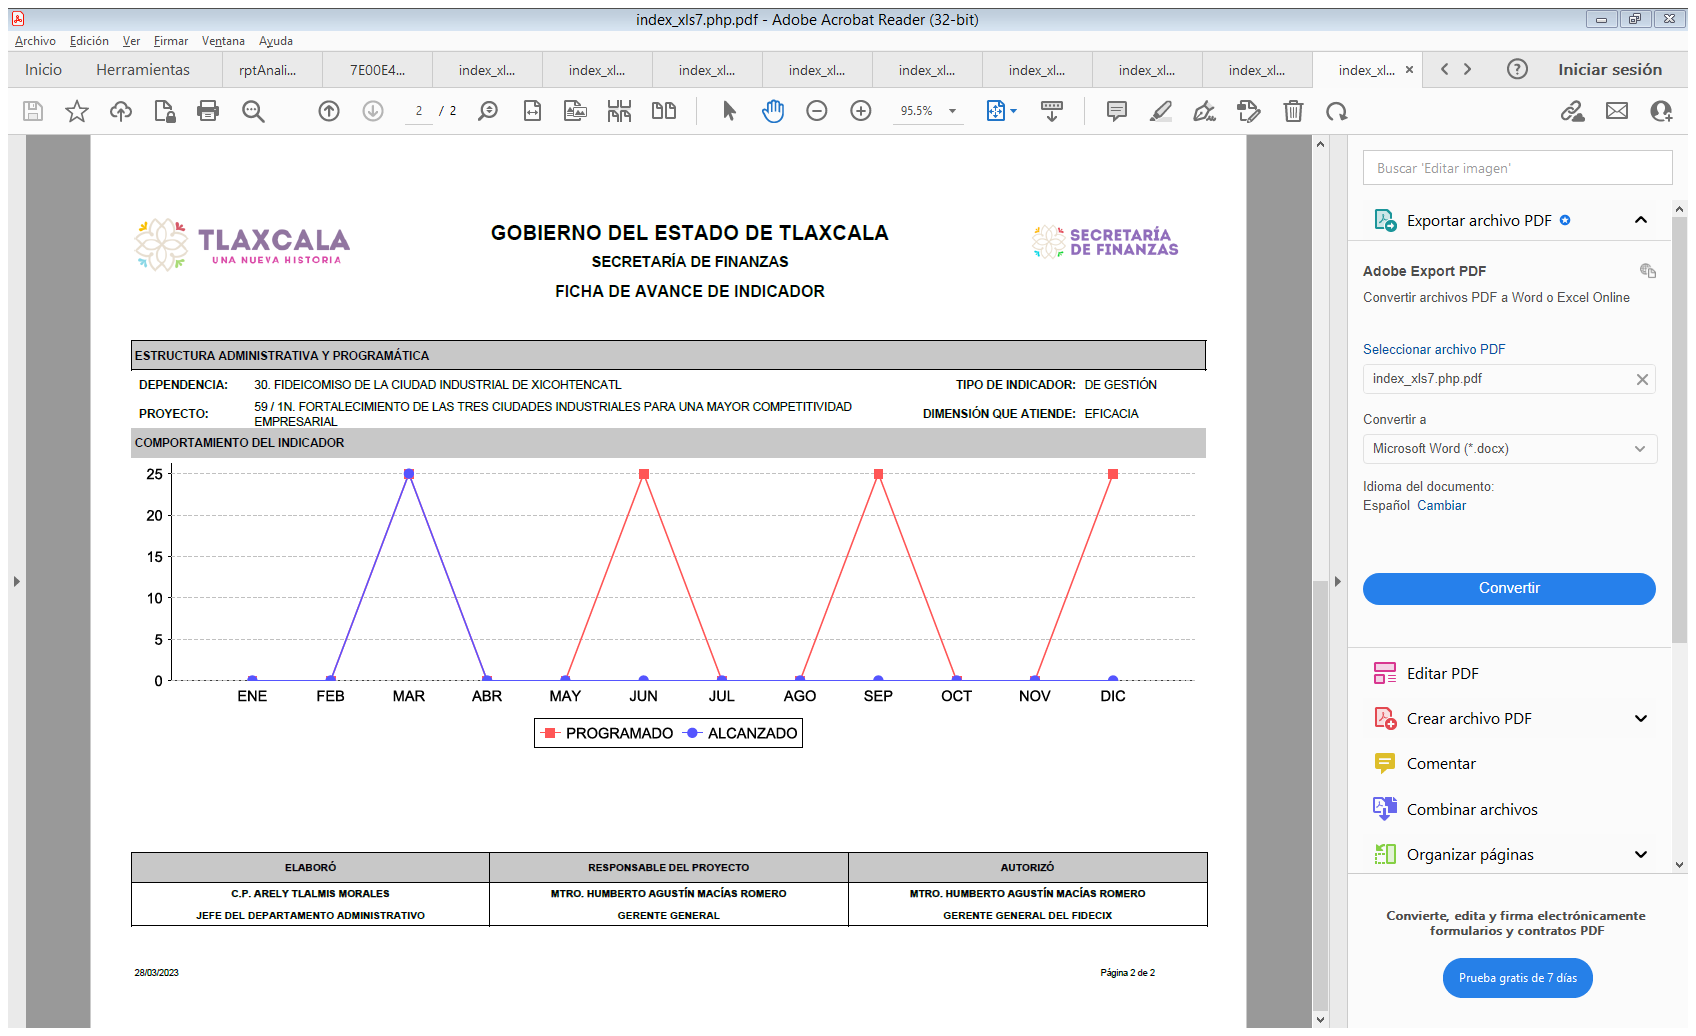 index_xls7.php.pdf - Adobe Acrobat Reader (32-bit)
Archivo Edición Ver Firmar Ventana Ayuda
Inicio Herramientas rptAnali... 7E00E4... index_xl... index_xl... index_xl... index_xl... index_xl... index_xl... index_xl... index_xl... index_xl... Iniciar sesión
2 / 2 95.5%
TLAXCALA
UNA NUEVA HISTORIA
GOBIERNO DEL ESTADO DE TLAXCALA
SECRETARÍA DE FINANZAS
FICHA DE AVANCE DE INDICADOR
SECRETARÍA
DE FINANZAS
ESTRUCTURA ADMINISTRATIVA Y PROGRAMÁTICA
DEPENDENCIA: 30. FIDEICOMISO DE LA CIUDAD INDUSTRIAL DE XICOHTENCATL TIPO DE INDICADOR: DE GESTIÓN
PROYECTO: 59 / 1N. FORTALECIMIENTO DE LAS TRES CIUDADES INDUSTRIALES PARA UNA MAYOR COMPETITIVIDAD
EMPRESARIAL
DIMENSIÓN QUE ATIENDE: EFICACIA
COMPORTAMIENTO DEL INDICADOR
25
20
15
10
5
0
ENE FEB MAR ABR MAY JUN JUL AGO SEP OCT NOV DIC
PROGRAMADO ALCANZADO
ELABORÓ RESPONSABLE DEL PROYECTO AUTORIZÓ
C.P. ARELY TLALMIS MORALES MTRO. HUMBERTO AGUSTÍN MACÍAS ROMERO MTRO. HUMBERTO AGUSTÍN MACÍAS ROMERO
JEFE DEL DEPARTAMENTO ADMINISTRATIVO GERENTE GENERAL GERENTE GENERAL DEL FIDECIX
28/03/2023 Página 2 de 2
Buscar 'Editar imagen'
Exportar archivo PDF
Adobe Export PDF
Convertir archivos PDF a Word o Excel Online
Seleccionar archivo PDF
index_xls7.php.pdf
Convertir a
Microsoft Word (*.docx)
Idioma del documento:
Español Cambiar
Convertir
Editar PDF
Crear archivo PDF
Comentar
Combinar archivos
Organizar páginas
Convierte, edita y firma electrónicamente
formularios y contratos PDF
Prueba gratis de 7 días